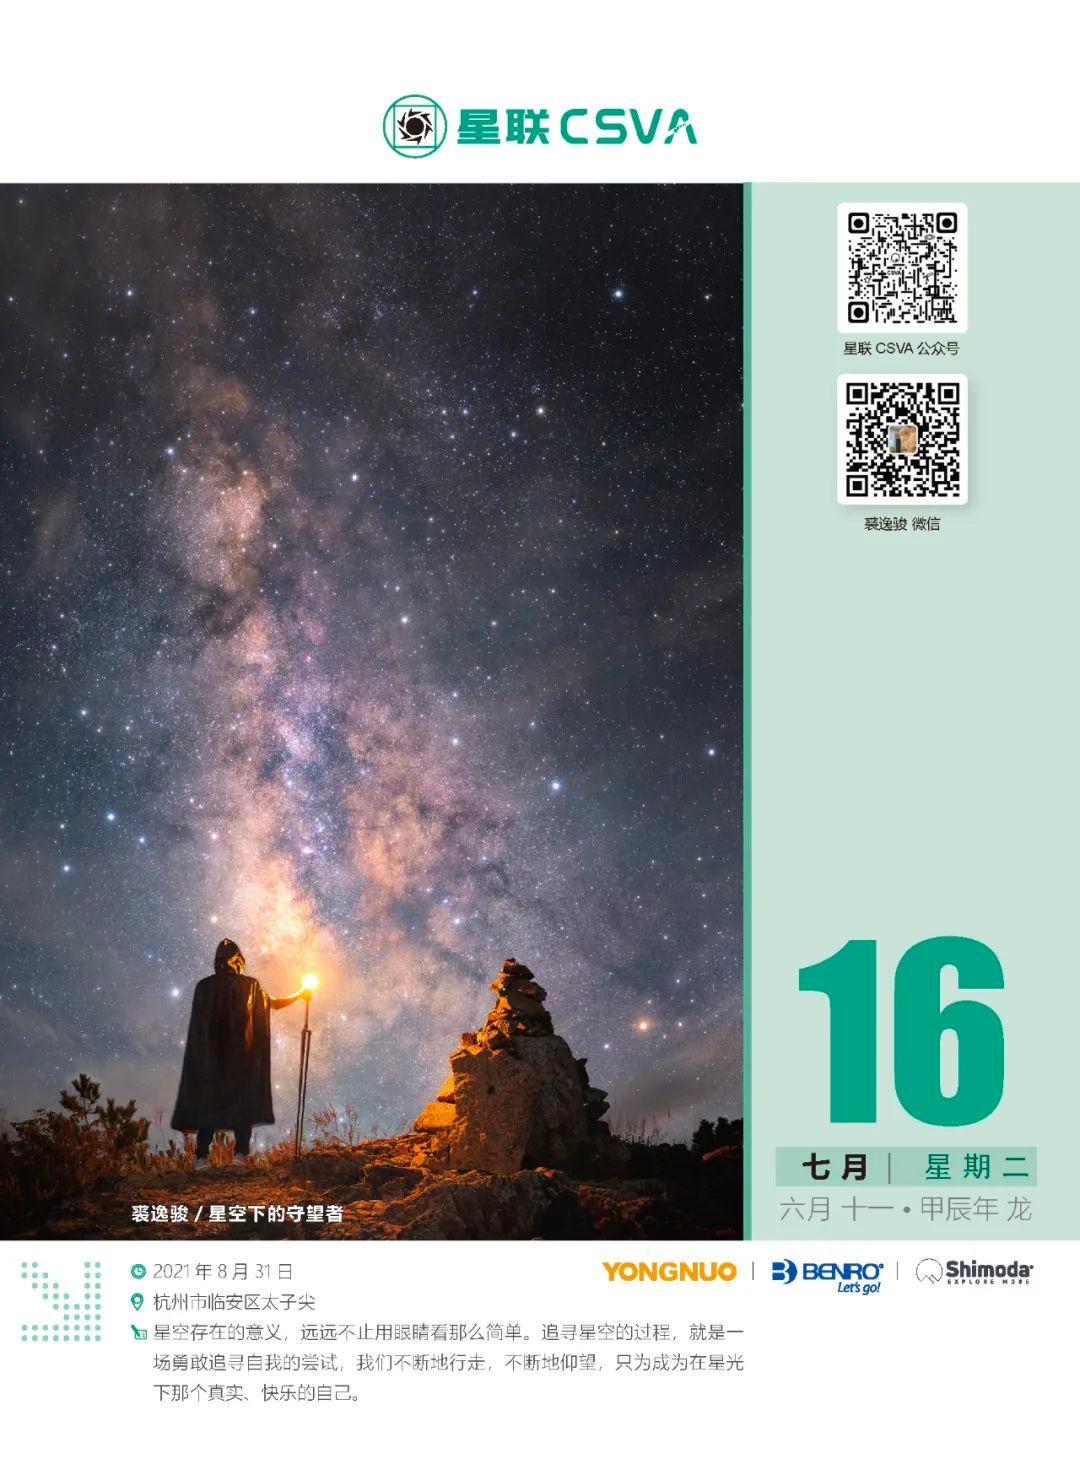 星联CSVA
星联 CSVA 公众号
裘逸骏 微信
16
七月 | 星期二
六月 十一·甲辰年 龙
裘逸骏 / 星空下的守望者
2021 年 8 月 31 日
杭州市临安区太子尖
星空存在的意义，远远不止用眼睛看那么简单。追寻星空的过程，就是一
场勇敢追寻自我的尝试，我们不断地行走，不断地仰望，只为成为在星光
下那个真实、快乐的自己。
YONGNUO | BENRO | Shimoda
Let's go! EXPLORE MORE